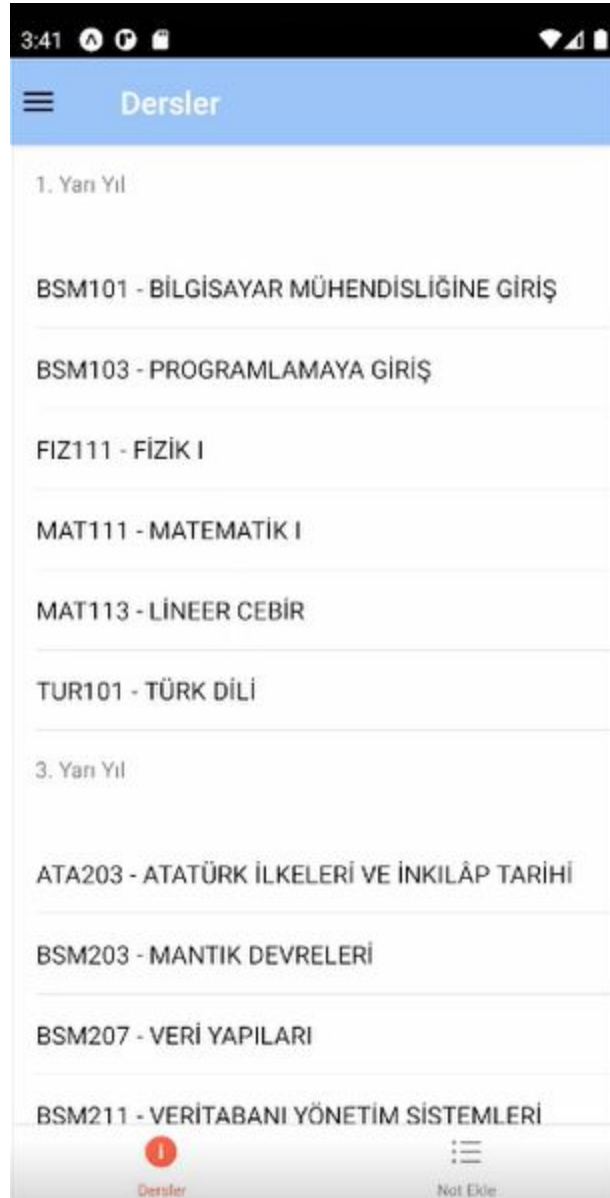 3:41
Dersler
1. Yarı Yıl
BSM101 - BİLGİSAYAR MÜHENDİSLİĞİNE GİRİŞ
BSM103 - PROGRAMLAMAYA GİRİŞ
FIZ111 - FİZİK I
MAT111 - MATEMATİK I
MAT113 - LİNEER CEBİR
TUR101 - TÜRK DİLİ
3. Yarı Yıl
ATA203 - ATATÜRK İLKELERİ VE İNKILÂP TARİHİ
BSM203 - MANTIK DEVRELERİ
BSM207 - VERİ YAPILARI
BSM211 - VERİTABANI YÖNETİM SİSTEMLERİ
Dersler
Not Ekle